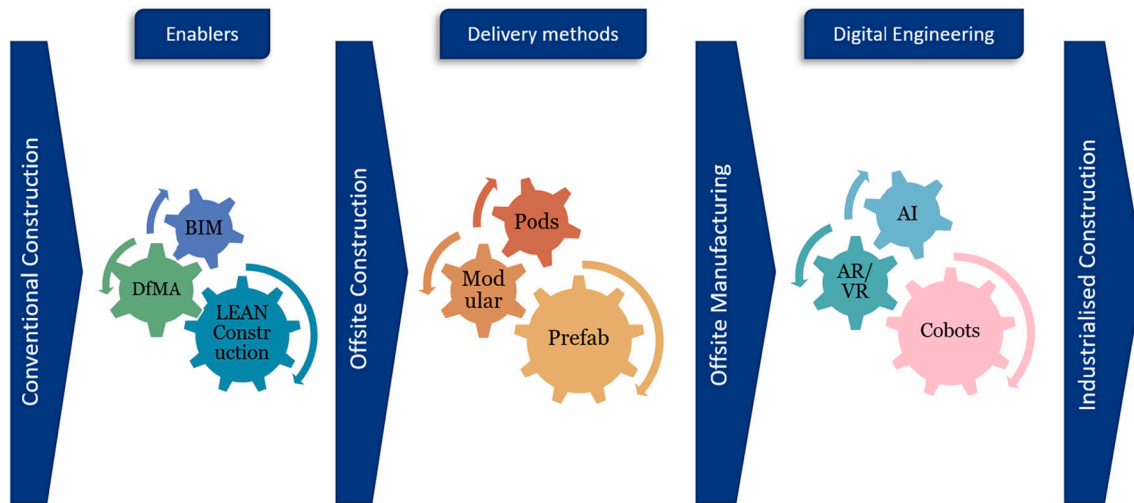 Enablers
Delivery methods
Digital Engineering
Conventional Construction
BIM
DfMA
LEAN
Constr
uction
Offsite Construction
Pods
Mod
ular
Prefab
Offsite Manufacturing
AI
AR/
VR
Cobots
Industrialised Construction